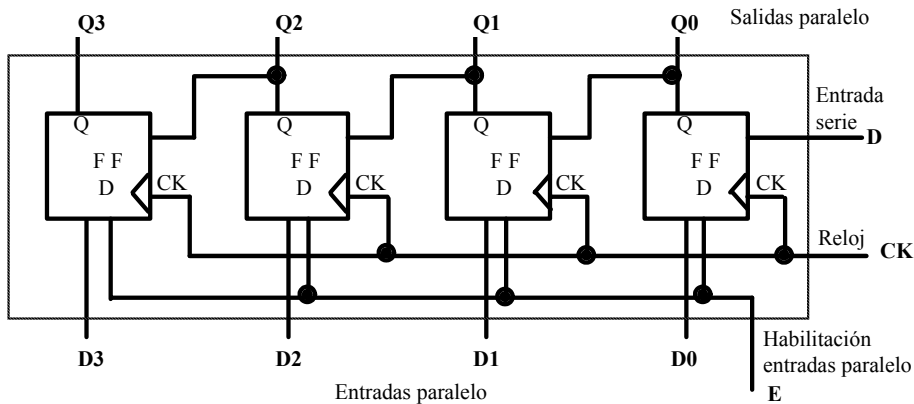 Q3 Q2 Q1 Q0 Salidas paralelo
Entrada
serie
D
Q Q Q Q
F F F F F F F F
D CK D CK D CK D CK
Reloj CK
D3 D2 D1 D0
Habilitación
entradas paralelo
Entradas paralelo
E